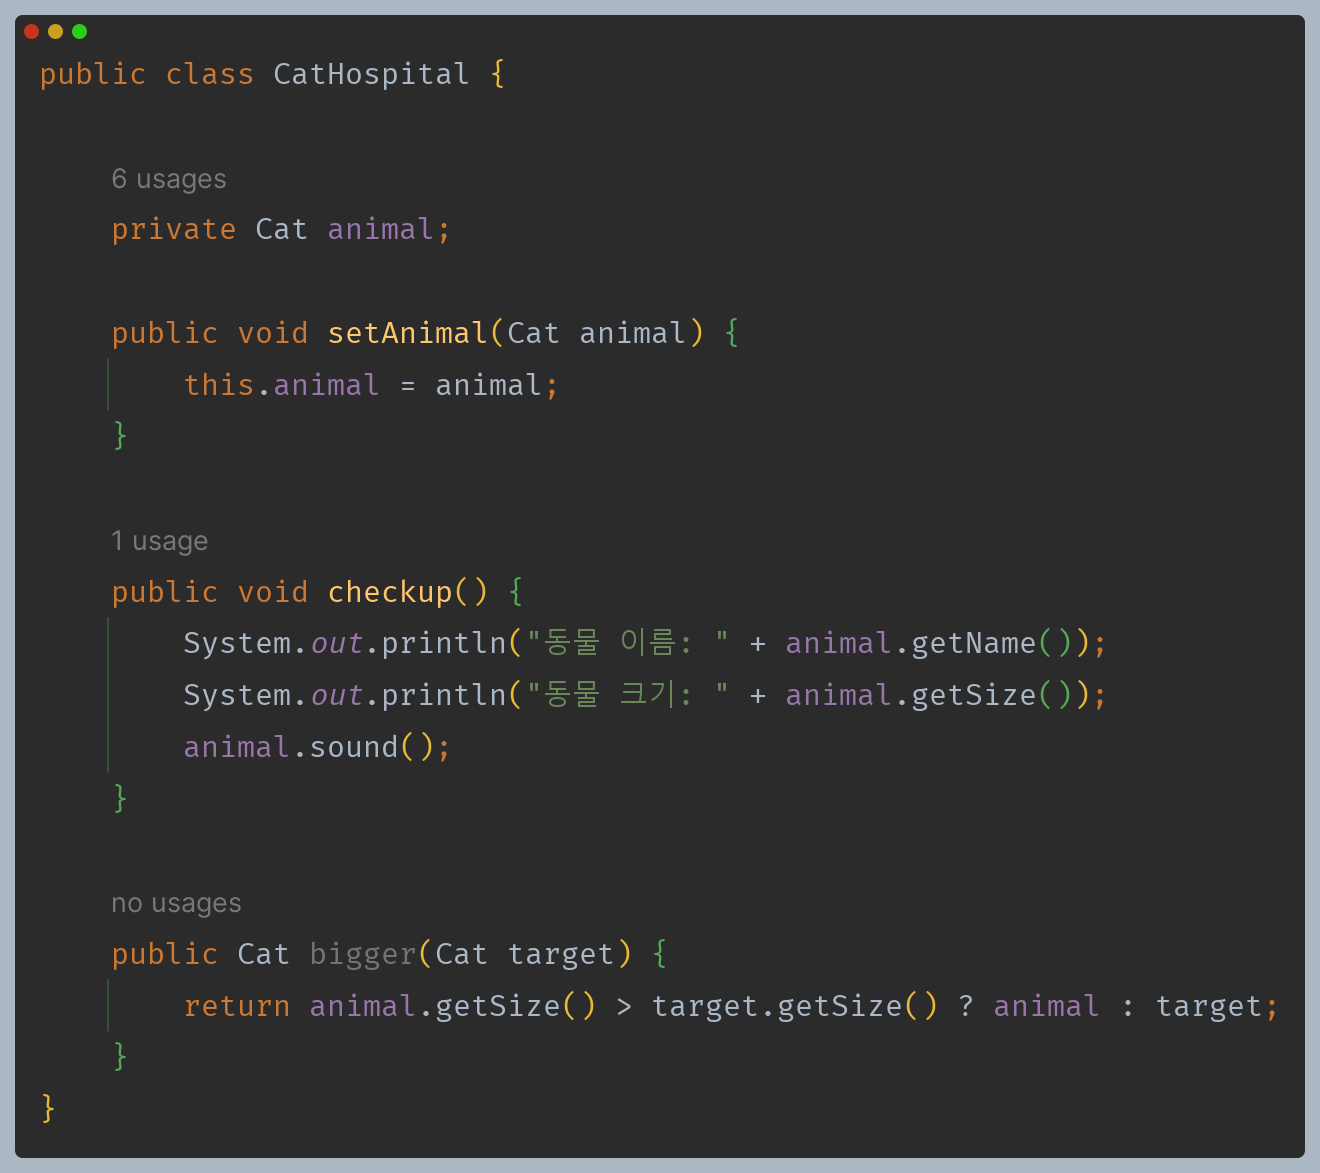 public class CatHospital {
6 usages
private Cat animal;
public void setAnimal(Cat animal) {
this.animal = animal;
}
1 usage
public void checkup() {
System.out.println("동물 이름: " + animal.getName());
System.out.println("동물 크기: " + animal.getSize());
animal.sound();
}
no usages
public Cat bigger(Cat target) {
return animal.getSize() > target.getSize() ? animal : target;
}
}